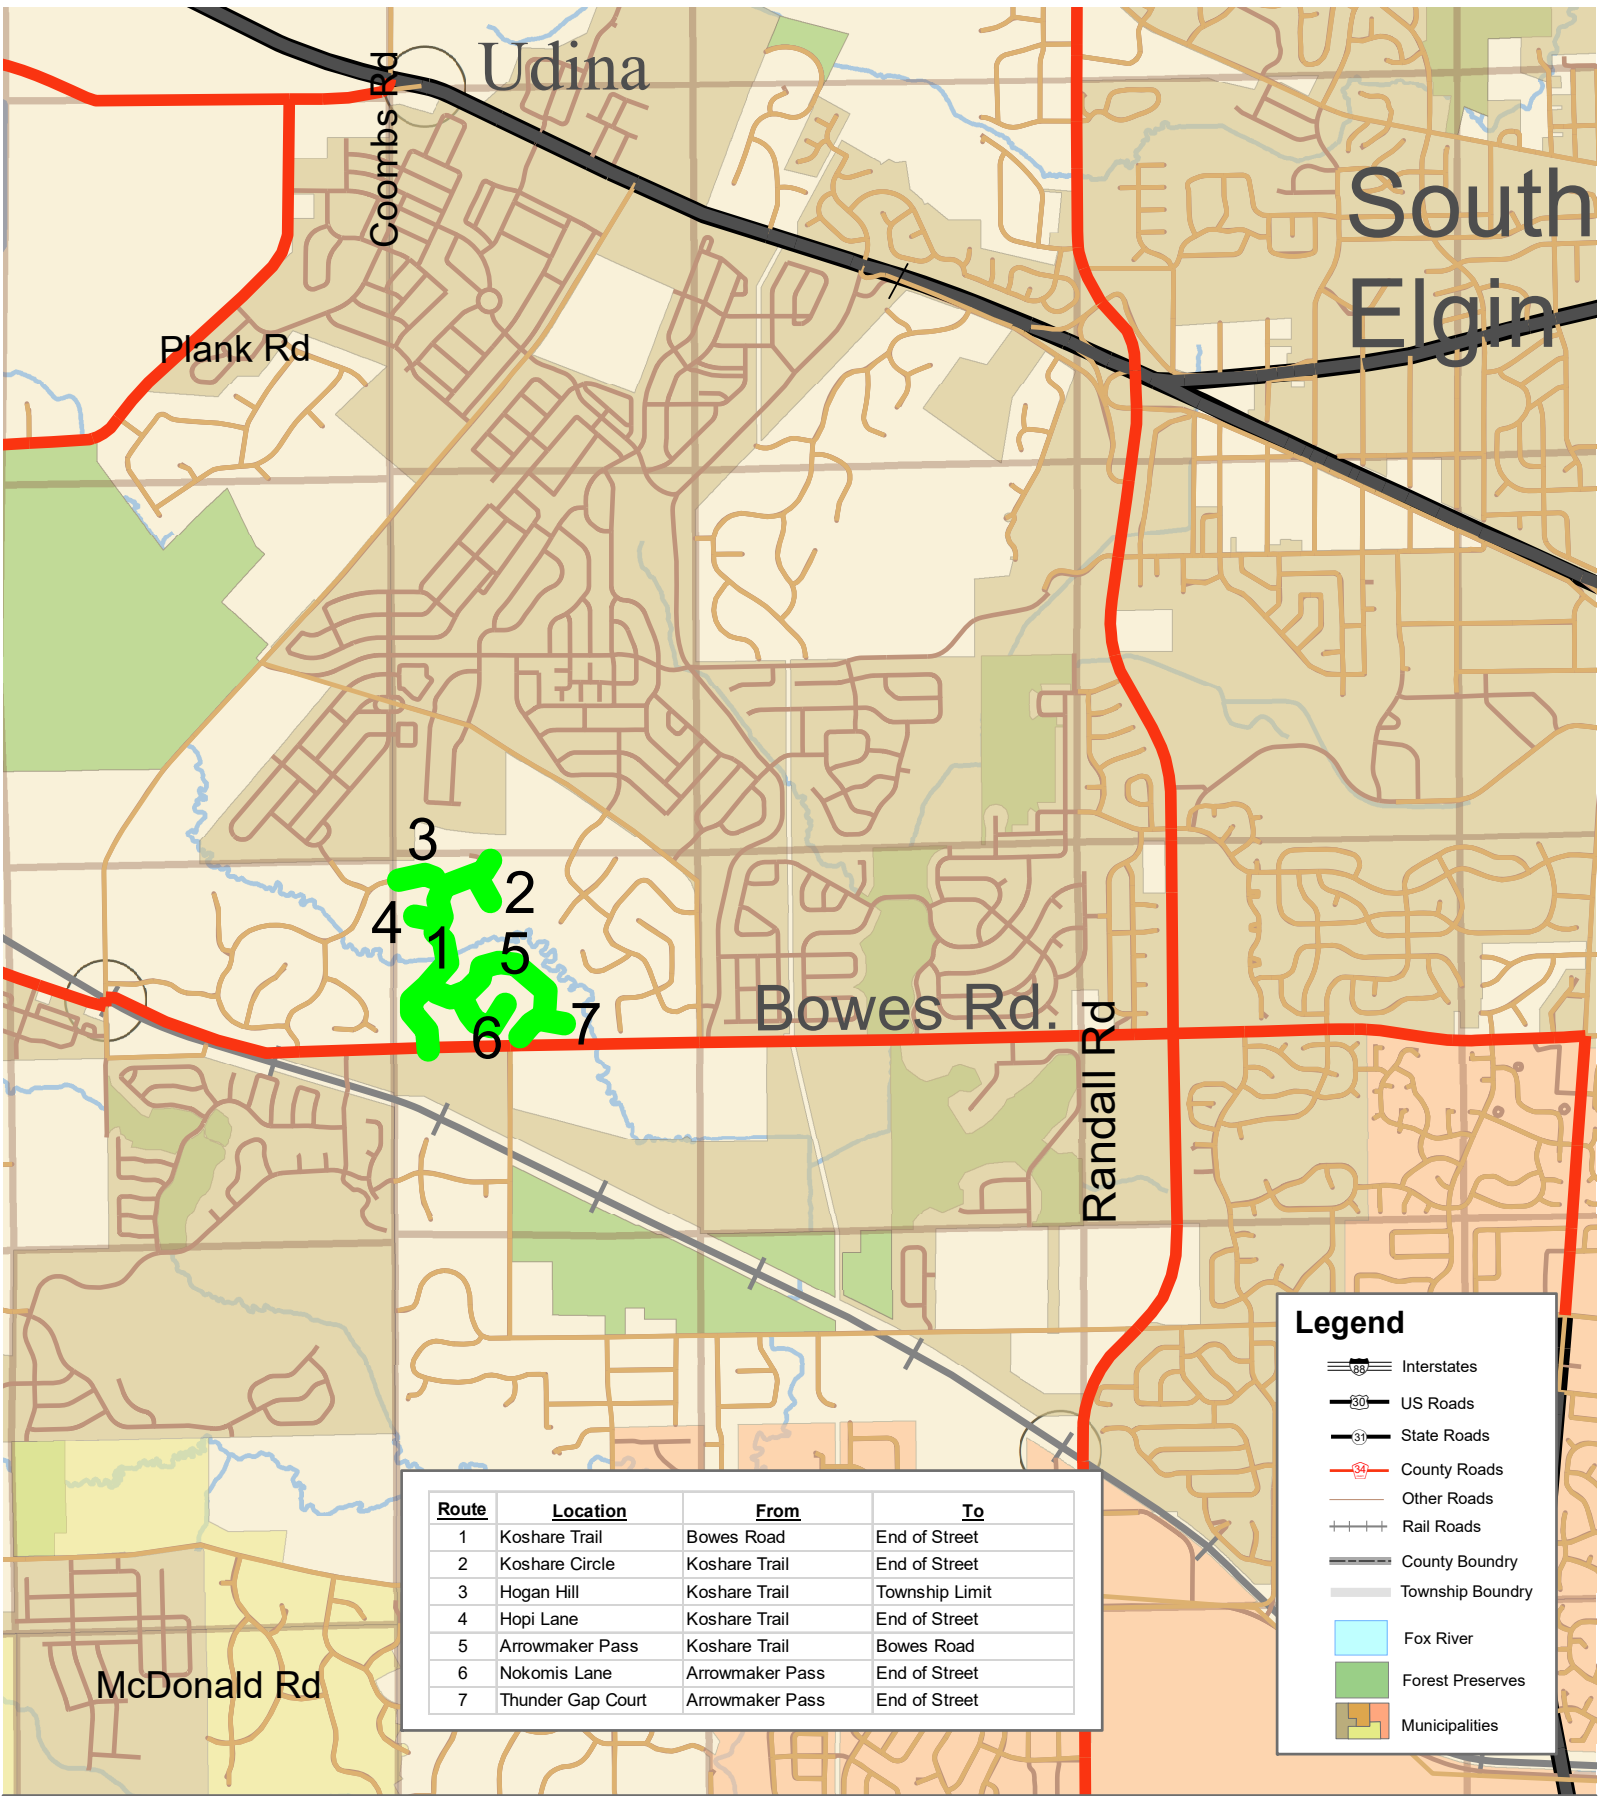 Udina
Coombs Rd
South
Elgin
Plank Rd
3
2
4
1
5
6
7
Bowes Rd.
Randall Rd
McDonald Rd
Legend
88 Interstates
30 US Roads
31 State Roads
34 County Roads
Other Roads
Rail Roads
County Boundry
Township Boundry
Fox River
Forest Preserves
Municipalities
Route Location From To
1 Koshare Trail Bowes Road End of Street
2 Koshare Circle Koshare Trail End of Street
3 Hogan Hill Koshare Trail Township Limit
4 Hopi Lane Koshare Trail End of Street
5 Arrowmaker Pass Koshare Trail Bowes Road
6 Nokomis Lane Arrowmaker Pass End of Street
7 Thunder Gap Court Arrowmaker Pass End of Street